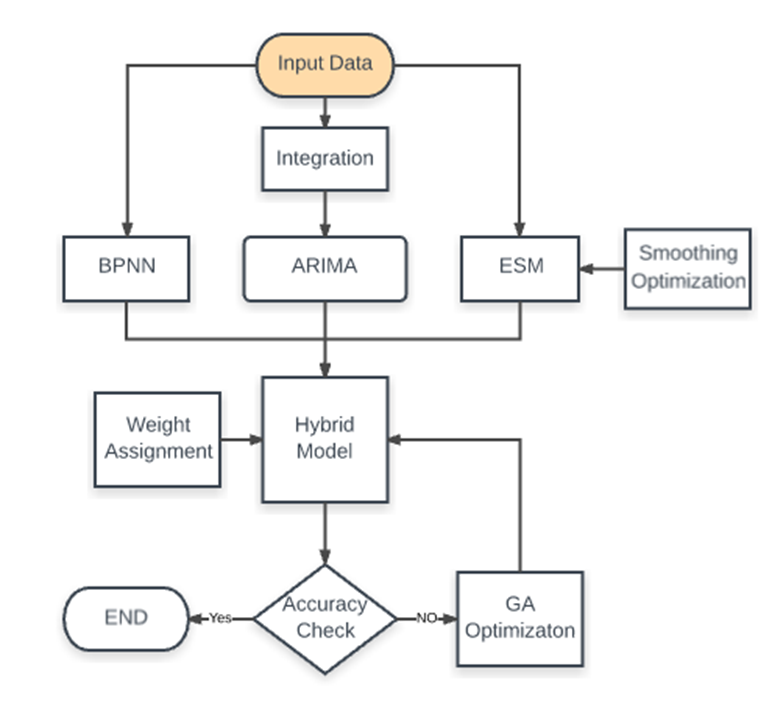 Input Data
Integration
BPNN
ARIMA
ESM
Smoothing
Optimization
Weight
Assignment
Hybrid
Model
END
Yes
Accuracy
Check
NO
GA
Optimizaton